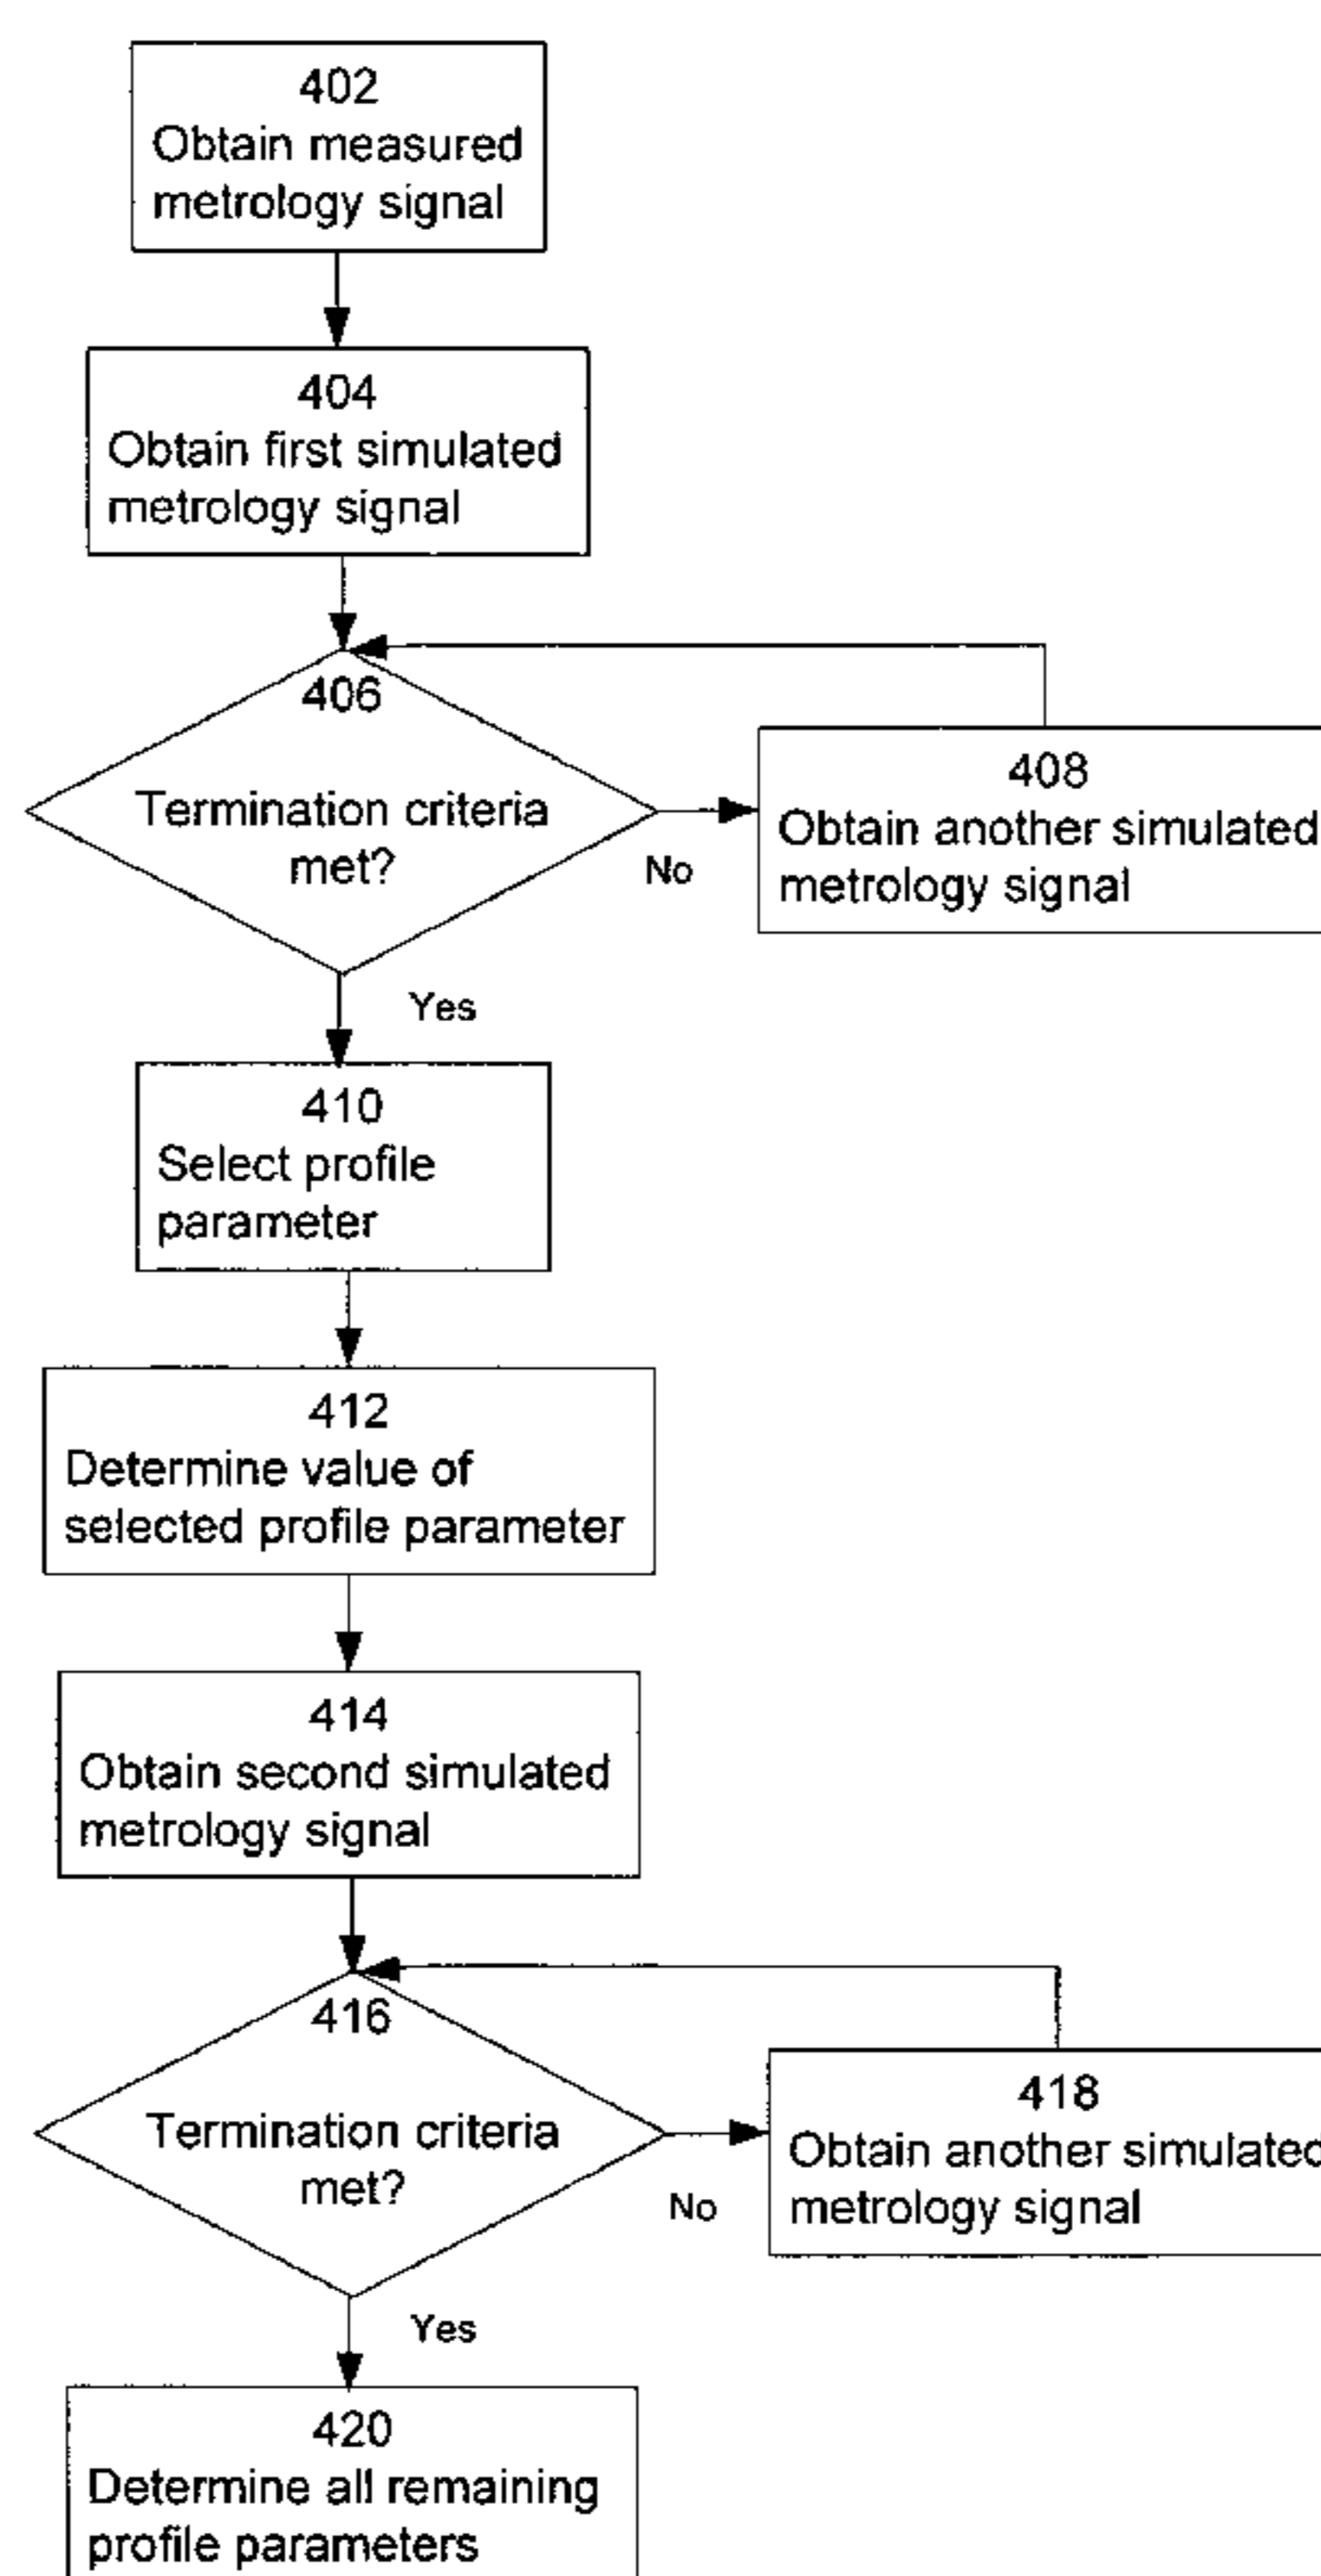 402
Obtain measured
metrology signal
404
Obtain first simulated
metrology signal
406
Termination criteria
met?
No
408
Obtain another simulated
metrology signal
Yes
410
Select profile
parameter
412
Determine value of
selected profile parameter
414
Obtain second simulated
metrology signal
416
Termination criteria
met?
No
418
Obtain another simulated
metrology signal
Yes
420
Determine all remaining
profile parameters